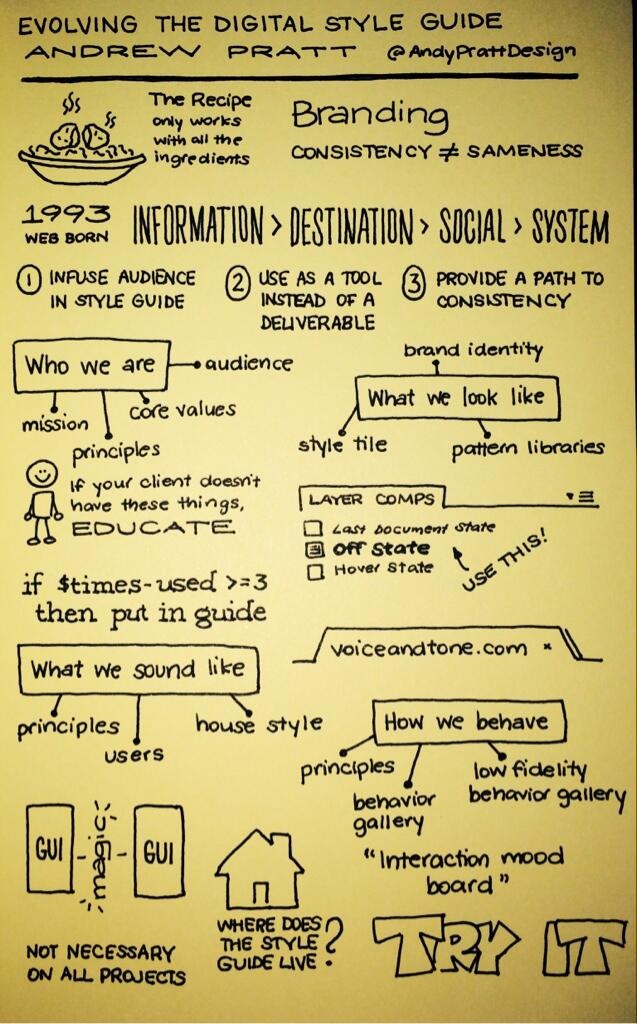 EVOLVING THE DIGITAL STYLE GUIDE
ANDREW PRATT @AndyPrattDesign
The Recipe
only works
with all the
ingredients
Branding
CONSISTENCY ≠ SAMENESS
1993
WEB BORN
INFORMATION > DESTINATION > SOCIAL > SYSTEM
1 INFUSE AUDIENCE
IN STYLE GUIDE
2 USE AS A TOOL
INSTEAD OF A
DELIVERABLE
3 PROVIDE A PATH TO
CONSISTENCY
Who we are
audience
mission
core values
principles
brand identity
What we look like
style tile
pattern libraries
if your client doesn't
have these things,
EDUCATE
LAYER COMPS
Last Document State
Off State
Hover State
USE THIS!
if $times-used >=3
then put in guide
voiceandtone.com ×
What we sound like
principles
users
house style
How we behave
principles
behavior
gallery
low fidelity
behavior gallery
"Interaction mood
board"
GUI
magic
GUI
NOT NECESSARY
ON ALL PROJECTS
WHERE DOES
THE STYLE
GUIDE LIVE?
TRY IT